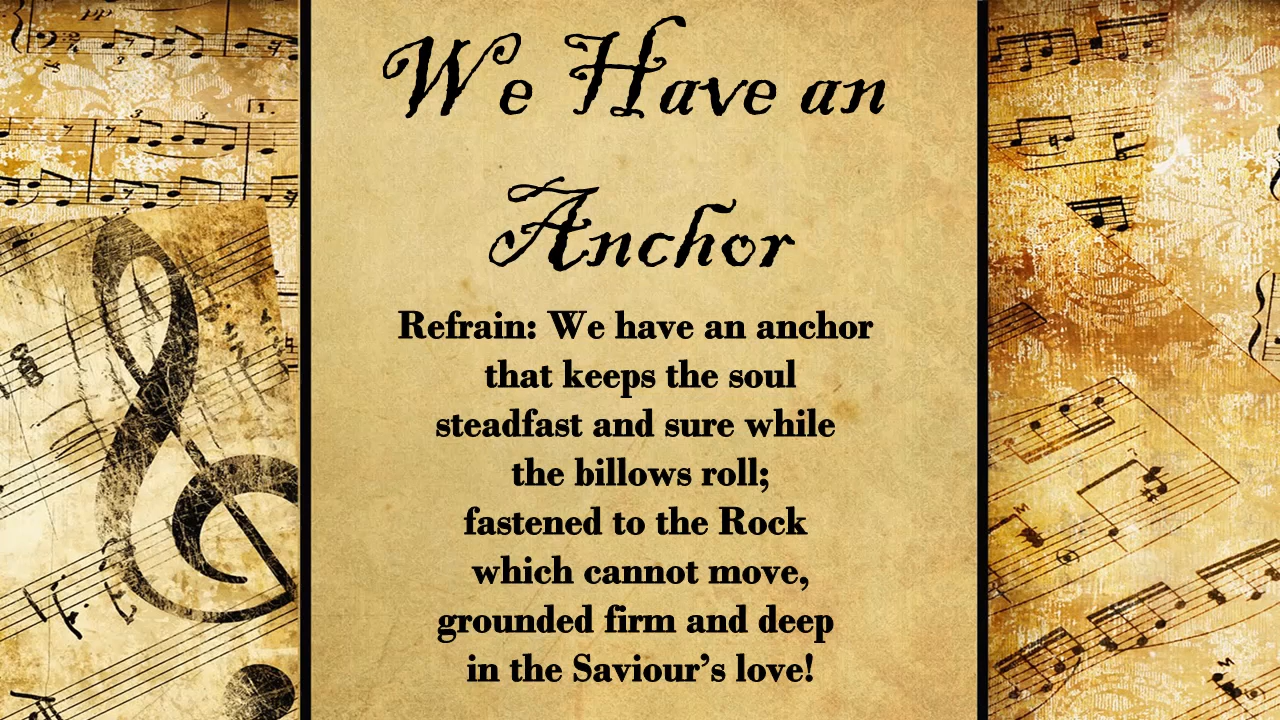 We Have an
Anchor
Refrain: We have an anchor
that keeps the soul
steadfast and sure while
the billows roll;
fastened to the Rock
which cannot move,
grounded firm and deep
in the Saviour’s love!